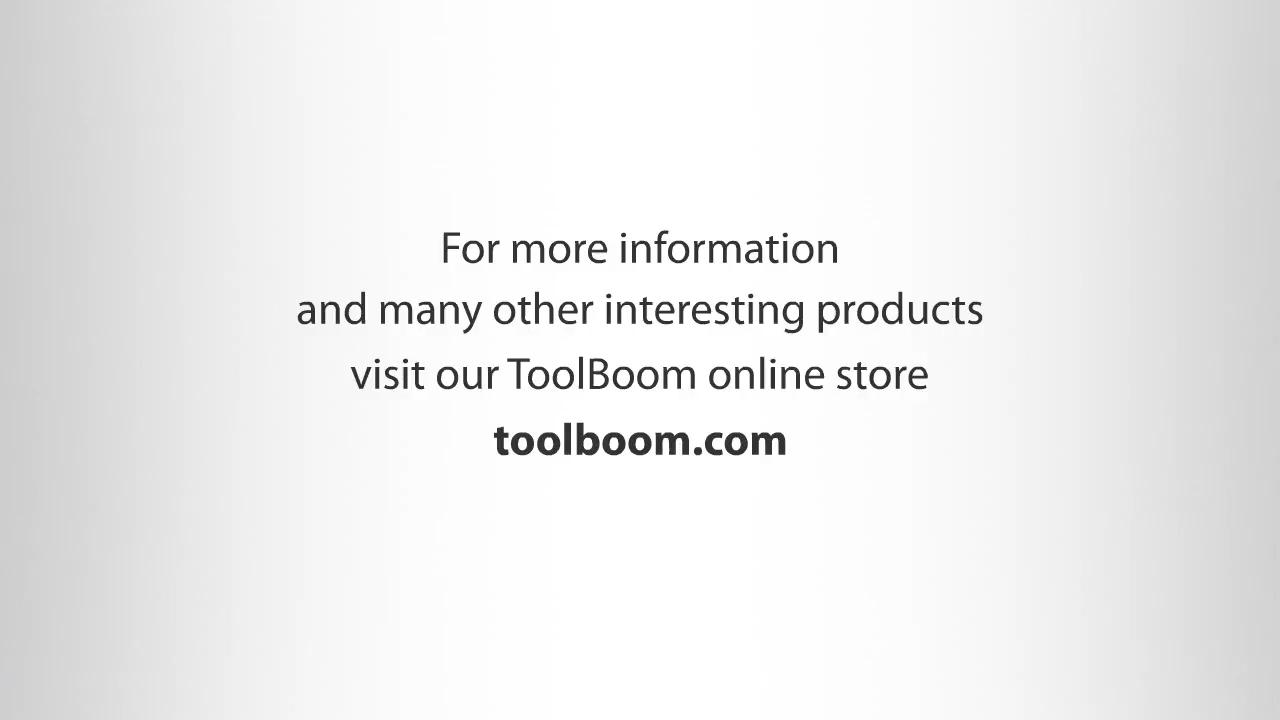 For more information
and many other interesting products
visit our ToolBoom online store
toolboom.com